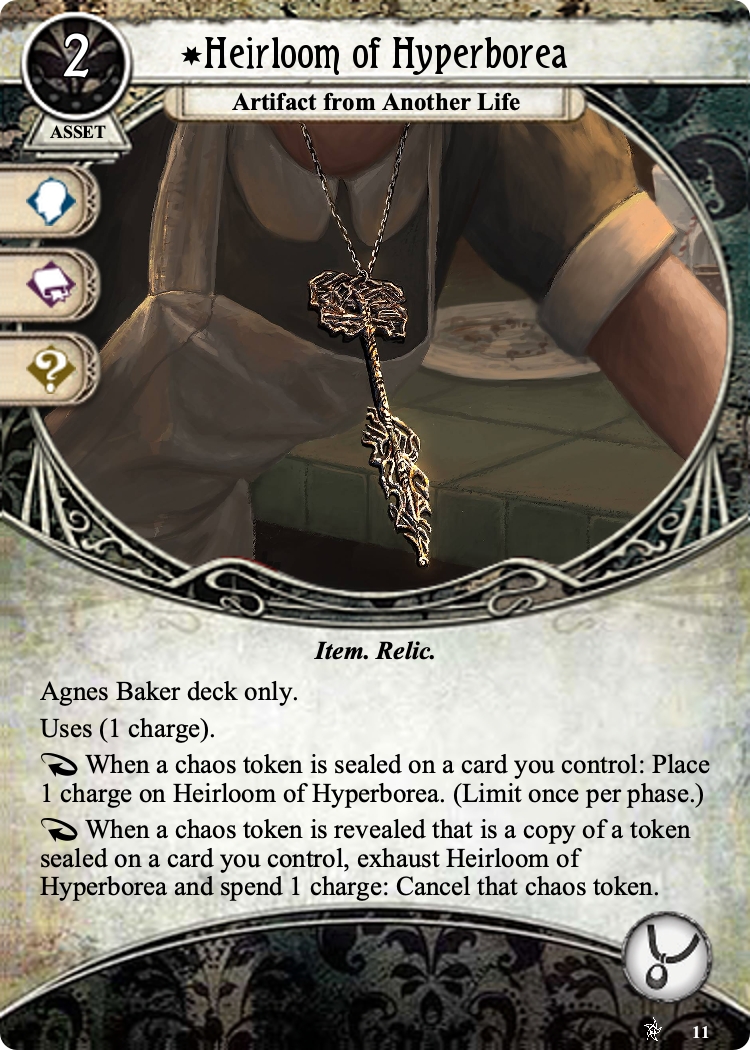 2
✷Heirloom of Hyperborea
Artifact from Another Life
ASSET
?
Item. Relic.
Agnes Baker deck only.
Uses (1 charge).
When a chaos token is sealed on a card you control: Place
1 charge on Heirloom of Hyperborea. (Limit once per phase.)
When a chaos token is revealed that is a copy of a token
sealed on a card you control, exhaust Heirloom of
Hyperborea and spend 1 charge: Cancel that chaos token.
11